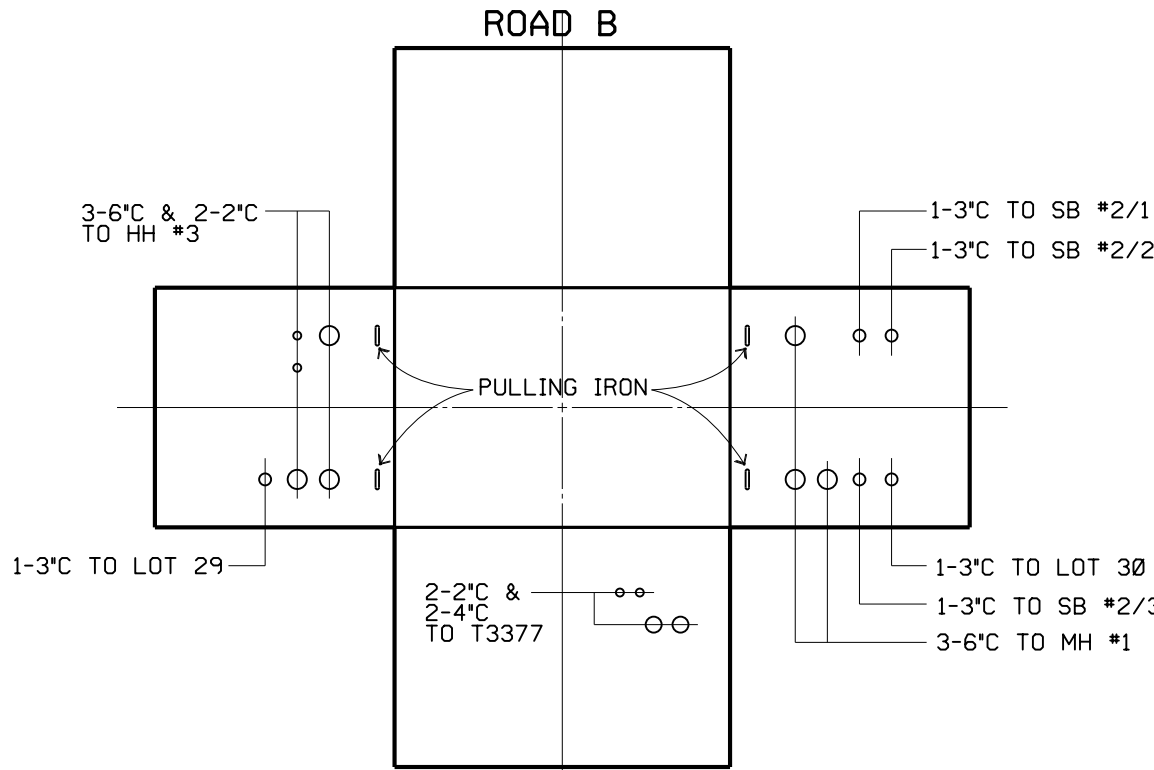 ROAD B
3-6"C & 2-2"C
TO HH #3
1-3"C TO SB #2/1
1-3"C TO SB #2/2
PULLING IRON
1-3"C TO LOT 29
2-2"C &
2-4"C
TO T3377
1-3"C TO LOT 30
1-3"C TO SB #2/3
3-6"C TO MH #1